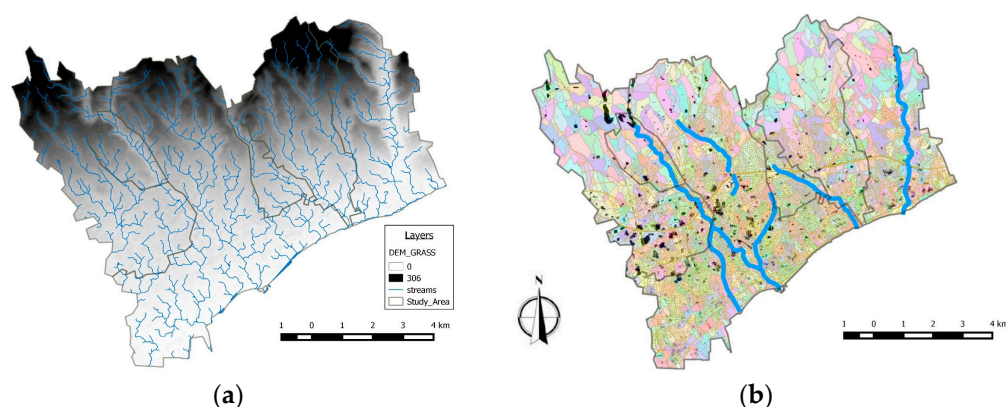 Layers
DEM_GRASS
0
306
streams
Study_Area
1 0 1 2 3 4 km
N
1 0 1 2 3 4 km
(a)
(b)